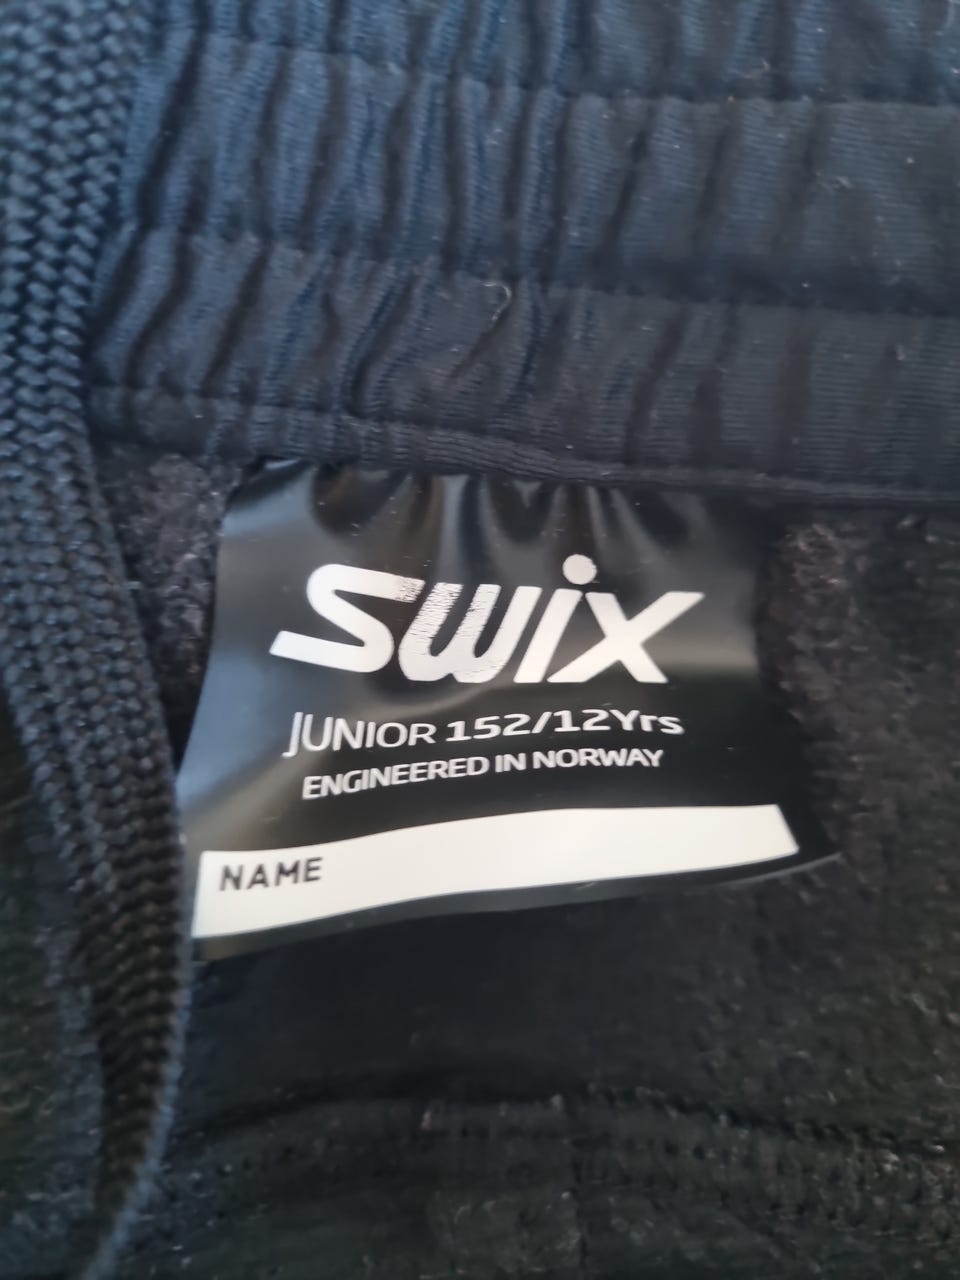 swix
JUNIOR 152/12Yrs
ENGINEERED IN NORWAY
NAME